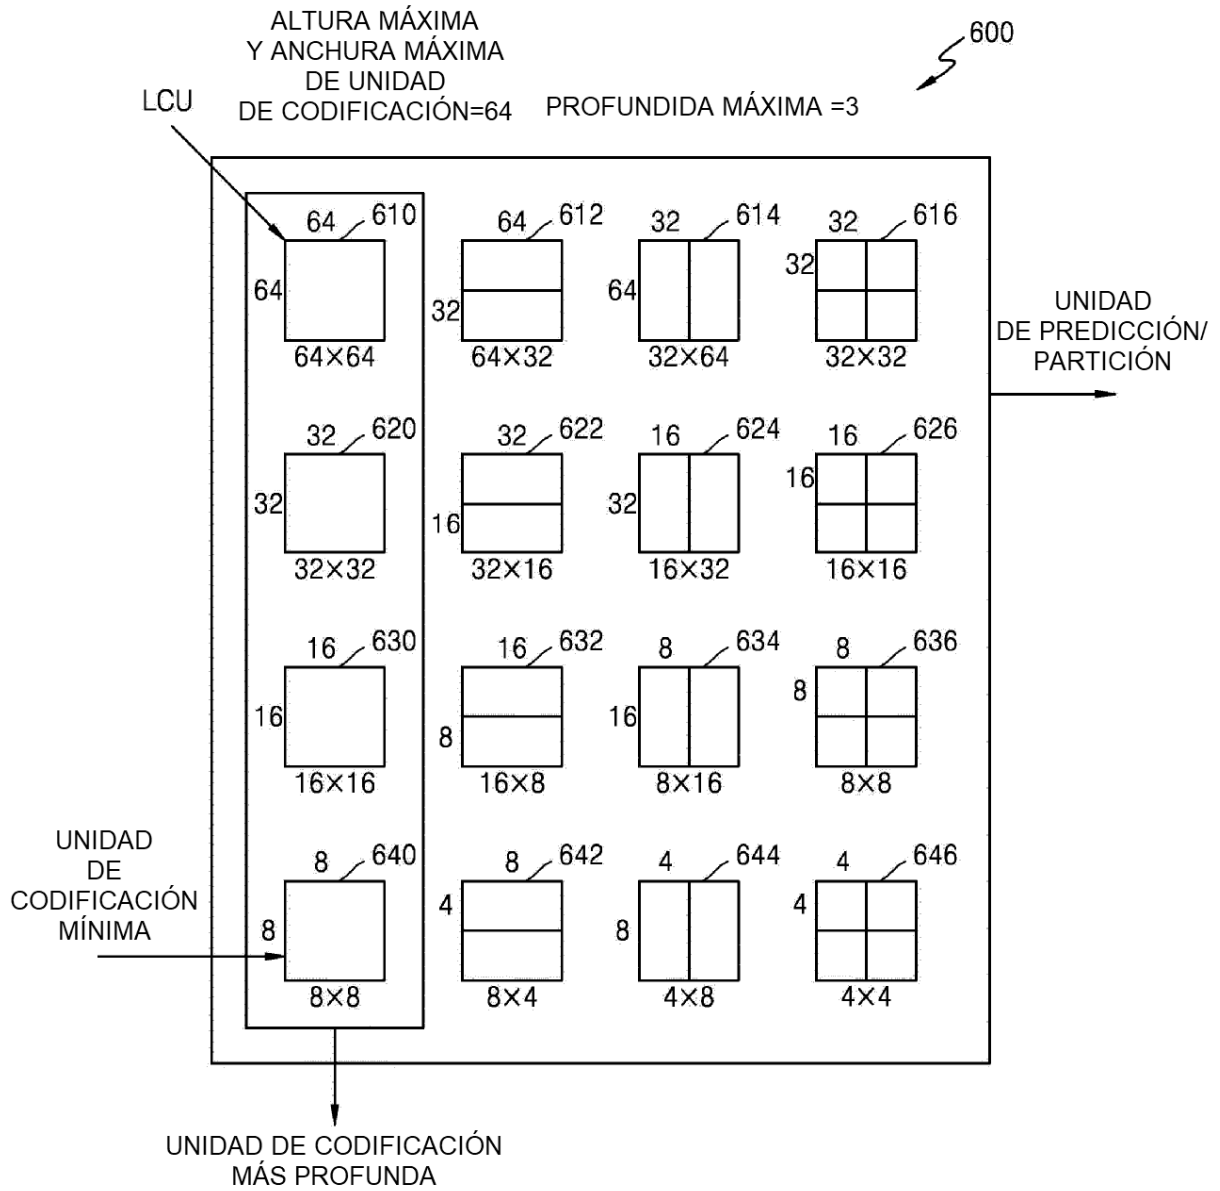 ALTURA MÁXIMA
Y ANCHURA MÁXIMA
DE UNIDAD
DE CODIFICACIÓN=64
PROFUNDIDA MÁXIMA =3
600
LCU
64 610 64 612 32 614 32 616
64 32 64 32
64×64 64×32 32×64 32×32
UNIDAD
DE PREDICCIÓN/
PARTICIÓN
32 620 32 622 16 624 16 626
32 16 32 16
32×32 32×16 16×32 16×16
16 630 16 632 8 634 8 636
16 8 16 8
16×16 16×8 8×16 8×8
UNIDAD
DE
CODIFICACIÓN
MÍNIMA
8 640 8 642 4 644 4 646
8 4 8 4
8×8 8×4 4×8 4×4
UNIDAD DE CODIFICACIÓN
MÁS PROFUNDA